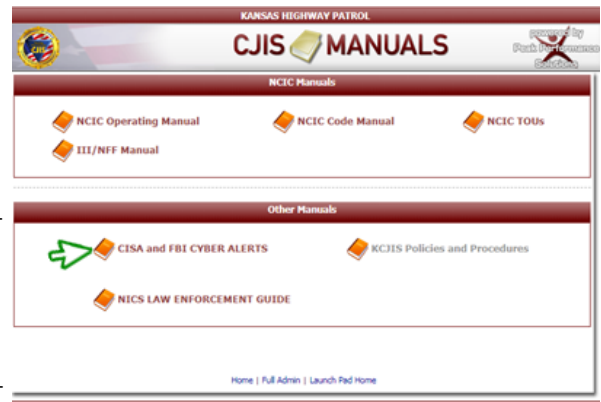 KANSAS HIGHWAY PATROL
CJIS
CJIS MANUALS
powered by
Peak Performance
Solutions
NCIC Manuals
NCIC Operating Manual NCIC Code Manual NCIC TOUs
III/NFF Manual
Other Manuals
CISA and FBI CYBER ALERTS KCJIS Policies and Procedures
NICS LAW ENFORCEMENT GUIDE
Home | Full Admin | Launch Pad Home